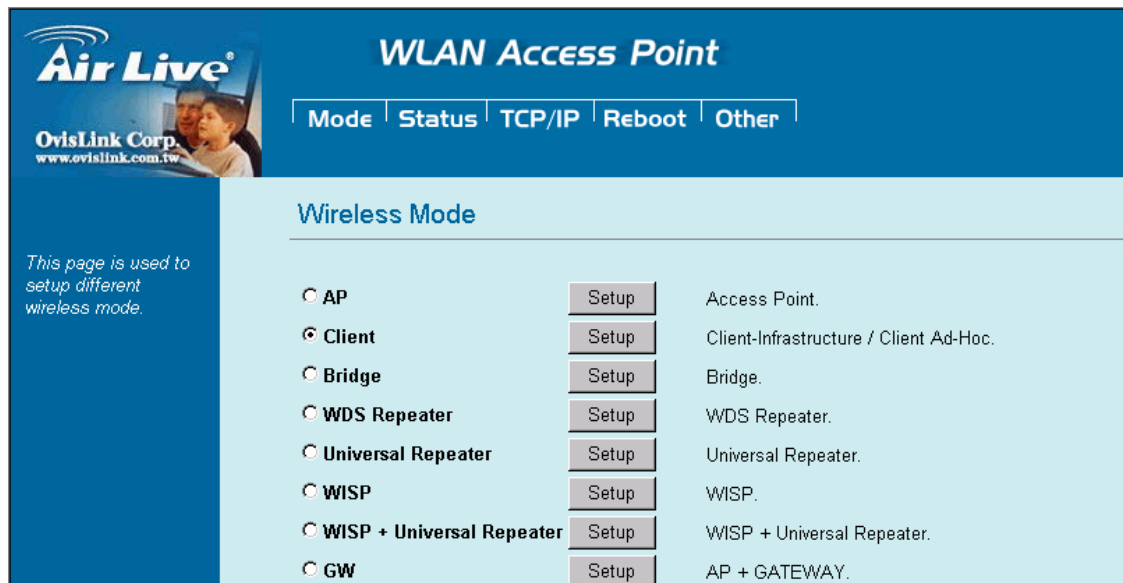 Air Live®
OvisLink Corp.
www.ovislink.com.tw
WLAN Access Point
Mode Status TCP/IP Reboot Other
This page is used to
setup different
wireless mode.
Wireless Mode
AP Setup Access Point.
Client Setup Client-Infrastructure / Client Ad-Hoc.
Bridge Setup Bridge.
WDS Repeater Setup WDS Repeater.
Universal Repeater Setup Universal Repeater.
WISP Setup WISP.
WISP + Universal Repeater Setup WISP + Universal Repeater.
GW Setup AP + GATEWAY.